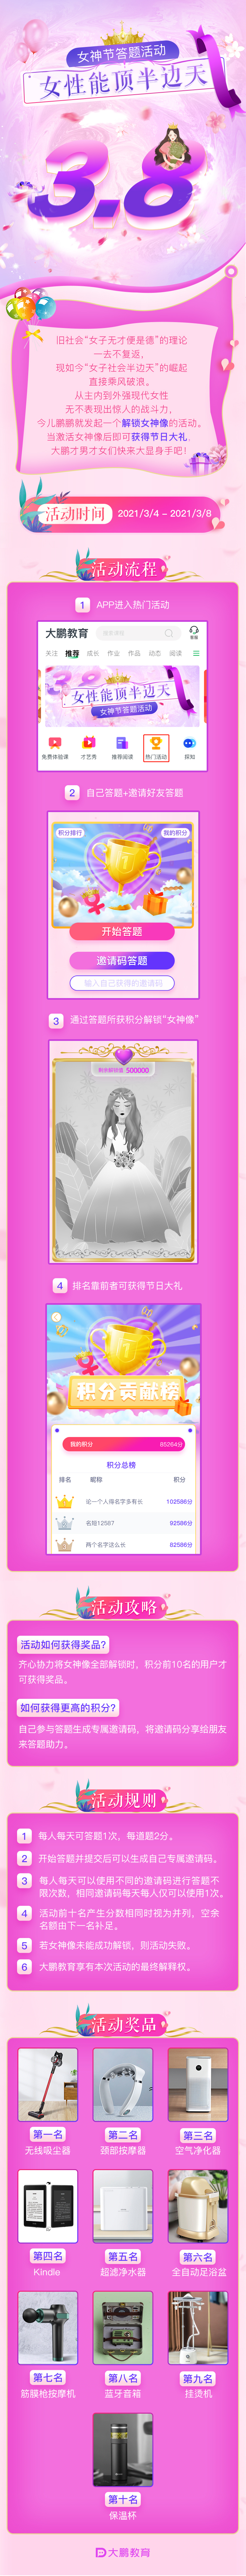 女神节答题活动
女性能顶半边天
3.8
旧社会“女子无才便是德”的理论
一去不复返，
现如今“女子社会半边天”的崛起
直接乘风破浪。
从主内到外强现代女性
无不表现出惊人的战斗力，
今儿鹏鹏就发起一个解锁女神像的活动。
当激活女神像后即可获得节日大礼，
大鹏才男才女们快来大显身手吧！
活动时间 2021/3/4 - 2021/3/8
活动流程
1 APP进入热门活动
大鹏教育
客服
关注 推荐 成长 作业 作品 动态 阅读
女性能顶半边天
女神节答题活动
免费体验课 才艺秀 推荐阅读 热门活动 探知
2 自己答题+邀请好友答题
积分排行 我的积分
开始答题
邀请码答题
输入自己获得的邀请码
3 通过答题所获积分解锁“女神像”
500000
4 排名靠前者可获得节日大礼
积分贡献榜
我的积分 85264分
积分总榜
排名 昵称 积分
论一个人得名字多有长 102586分
名短12587 92586分
两个名字这么长 82586分
活动攻略
活动如何获得奖品?
齐心协力将女神像全部解锁时，积分前10名的用户才
可获得奖品。
如何获得更高的积分?
自己参与答题生成专属邀请码，将邀请码分享给朋友
来答题助力。
活动规则
1 每人每天可答题1次，每道题2分。
2 开始答题并提交后可以生成自己专属邀请码。
3 每人每天可以使用不同的邀请码进行答题不
限次数，相同邀请码每天每人仅可以使用1次。
4 活动前十名产生分数相同时视为并列，空余
名额由下一名补足。
5 若女神像未能成功解锁，则活动失败。
6 大鹏教育享有本次活动的最终解释权。
活动奖品
第一名 第二名 第三名
无线吸尘器 颈部按摩器 空气净化器
第四名 第五名 第六名
Kindle 超滤净水器 全自动足浴盆
第七名 第八名 第九名
筋膜枪按摩机 蓝牙音箱 挂烫机
第十名
保温杯
大鹏教育